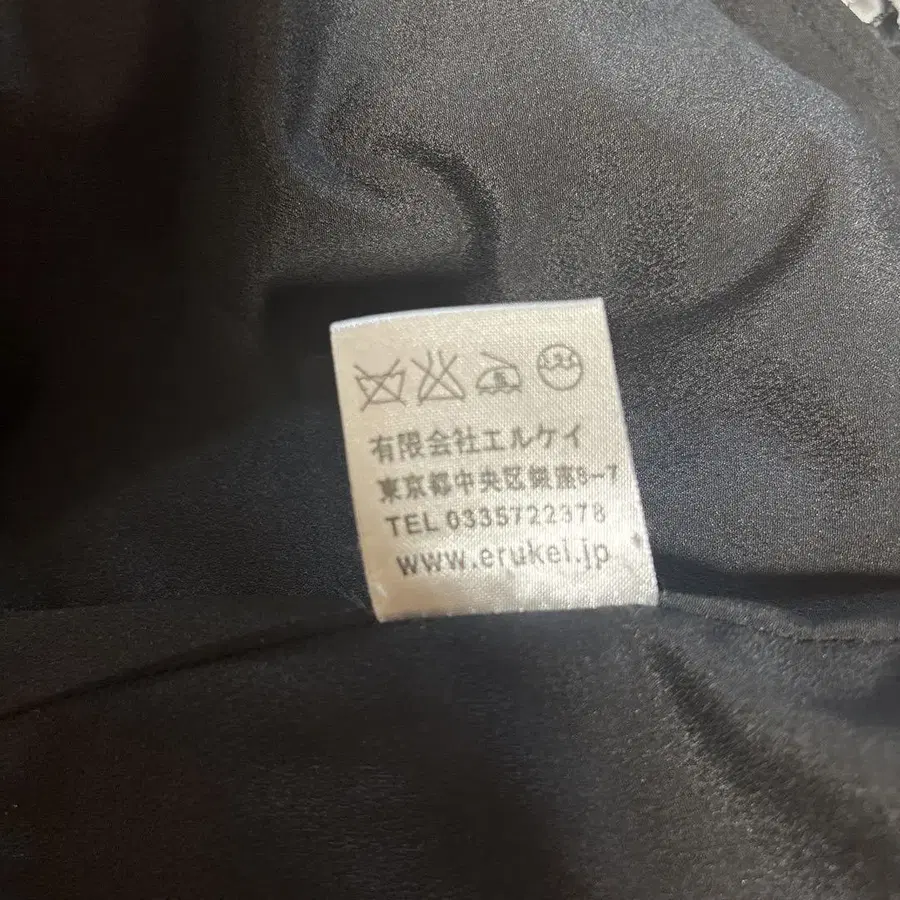 有限会社エルケイ
東京都中央区銀座6-7
TEL 0335722378
www.erukei.jp